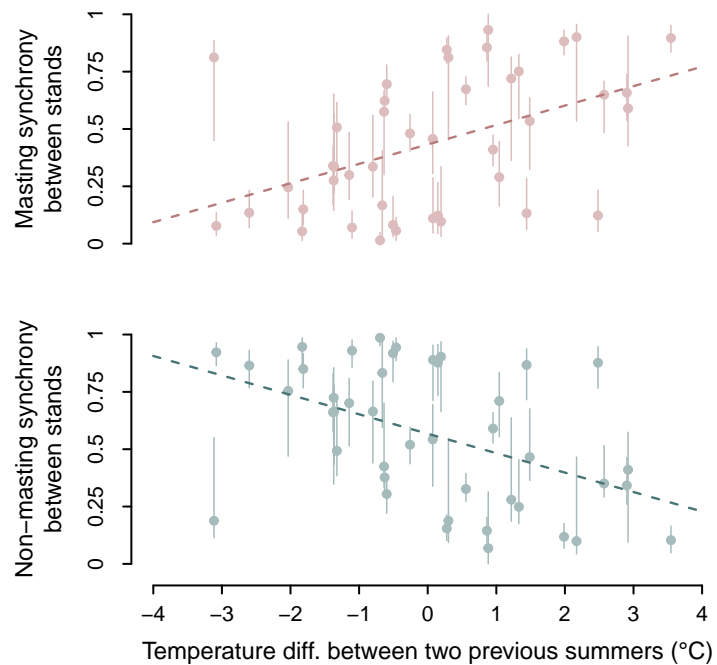 Masting synchrony
between stands
0
0.25
0.5
0.75
1
Non−masting synchrony
between stands
0
0.25
0.5
0.75
1
−4 −3 −2 −1 0 1 2 3 4
Temperature diff. between two previous summers (°C)